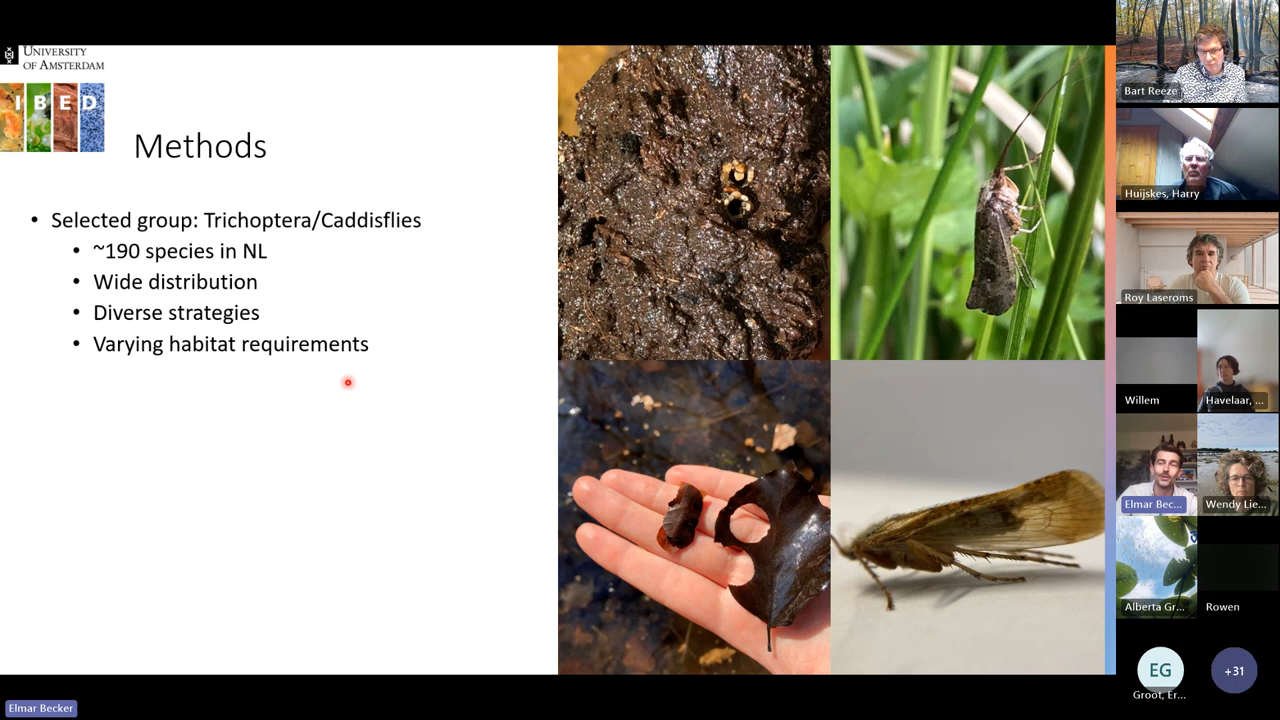 UNIVERSITY
OF AMSTERDAM
I B E D
Methods
• Selected group: Trichoptera/Caddisflies
• ~190 species in NL
• Wide distribution
• Diverse strategies
• Varying habitat requirements
Bart Reeze
Huijskes, Harry
Roy Laseroms
Willem
Havelaar, ...
Elmar Bec...
Wendy Lie...
Alberta Gr...
Rowen
EG
+31
Groot, Er...
Elmar Becker